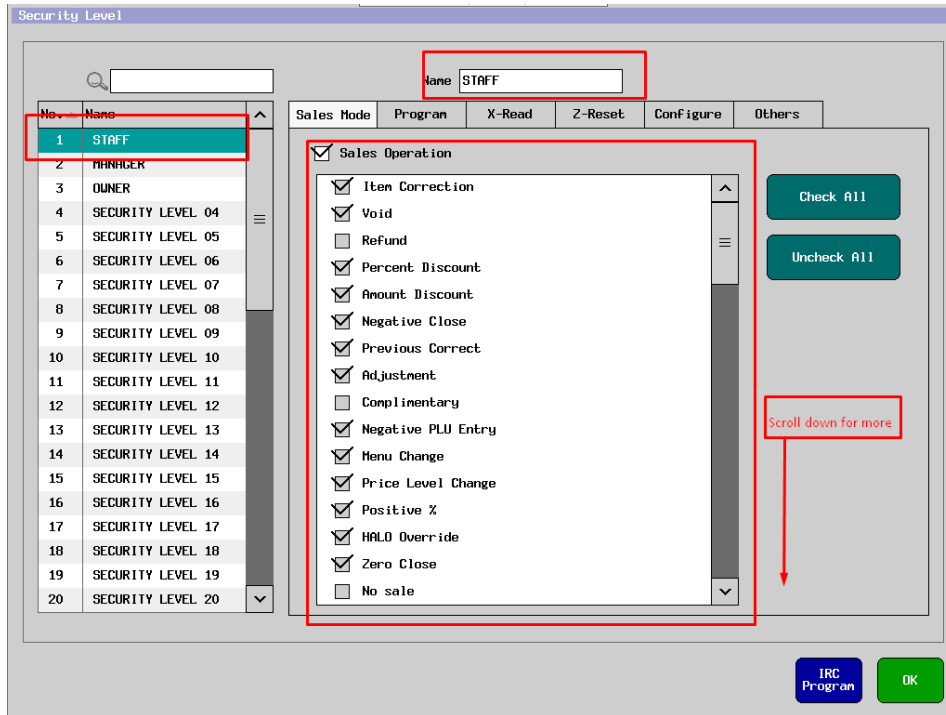 Security Level
Name STAFF
No. Name
1 STAFF
2 MANAGER
3 OWNER
4 SECURITY LEVEL 04
5 SECURITY LEVEL 05
6 SECURITY LEVEL 06
7 SECURITY LEVEL 07
8 SECURITY LEVEL 08
9 SECURITY LEVEL 09
10 SECURITY LEVEL 10
11 SECURITY LEVEL 11
12 SECURITY LEVEL 12
13 SECURITY LEVEL 13
14 SECURITY LEVEL 14
15 SECURITY LEVEL 15
16 SECURITY LEVEL 16
17 SECURITY LEVEL 17
18 SECURITY LEVEL 18
19 SECURITY LEVEL 19
20 SECURITY LEVEL 20
Sales Mode Program X-Read Z-Reset Configure Others
Sales Operation
Item Correction
Void
Refund
Percent Discount
Amount Discount
Negative Close
Previous Correct
Adjustment
Complimentary
Negative PLU Entry
Menu Change
Price Level Change
Positive %
HALO Override
Zero Close
No sale
Check All
Uncheck All
Scroll down for more
IRC
Program
OK